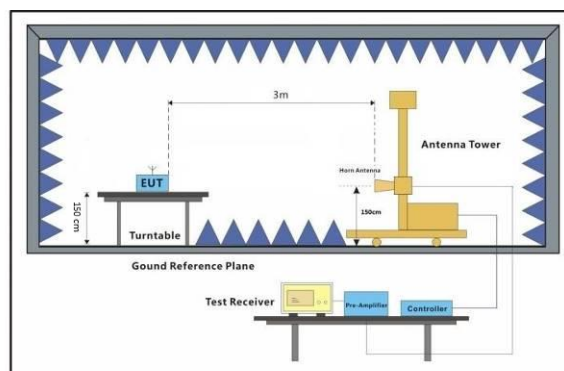 3m
Antenna Tower
Horn Antenna
EUT
150 cm
150cm
Turntable
Gound Reference Plane
Test Receiver
Pre-Amplifier
Controller